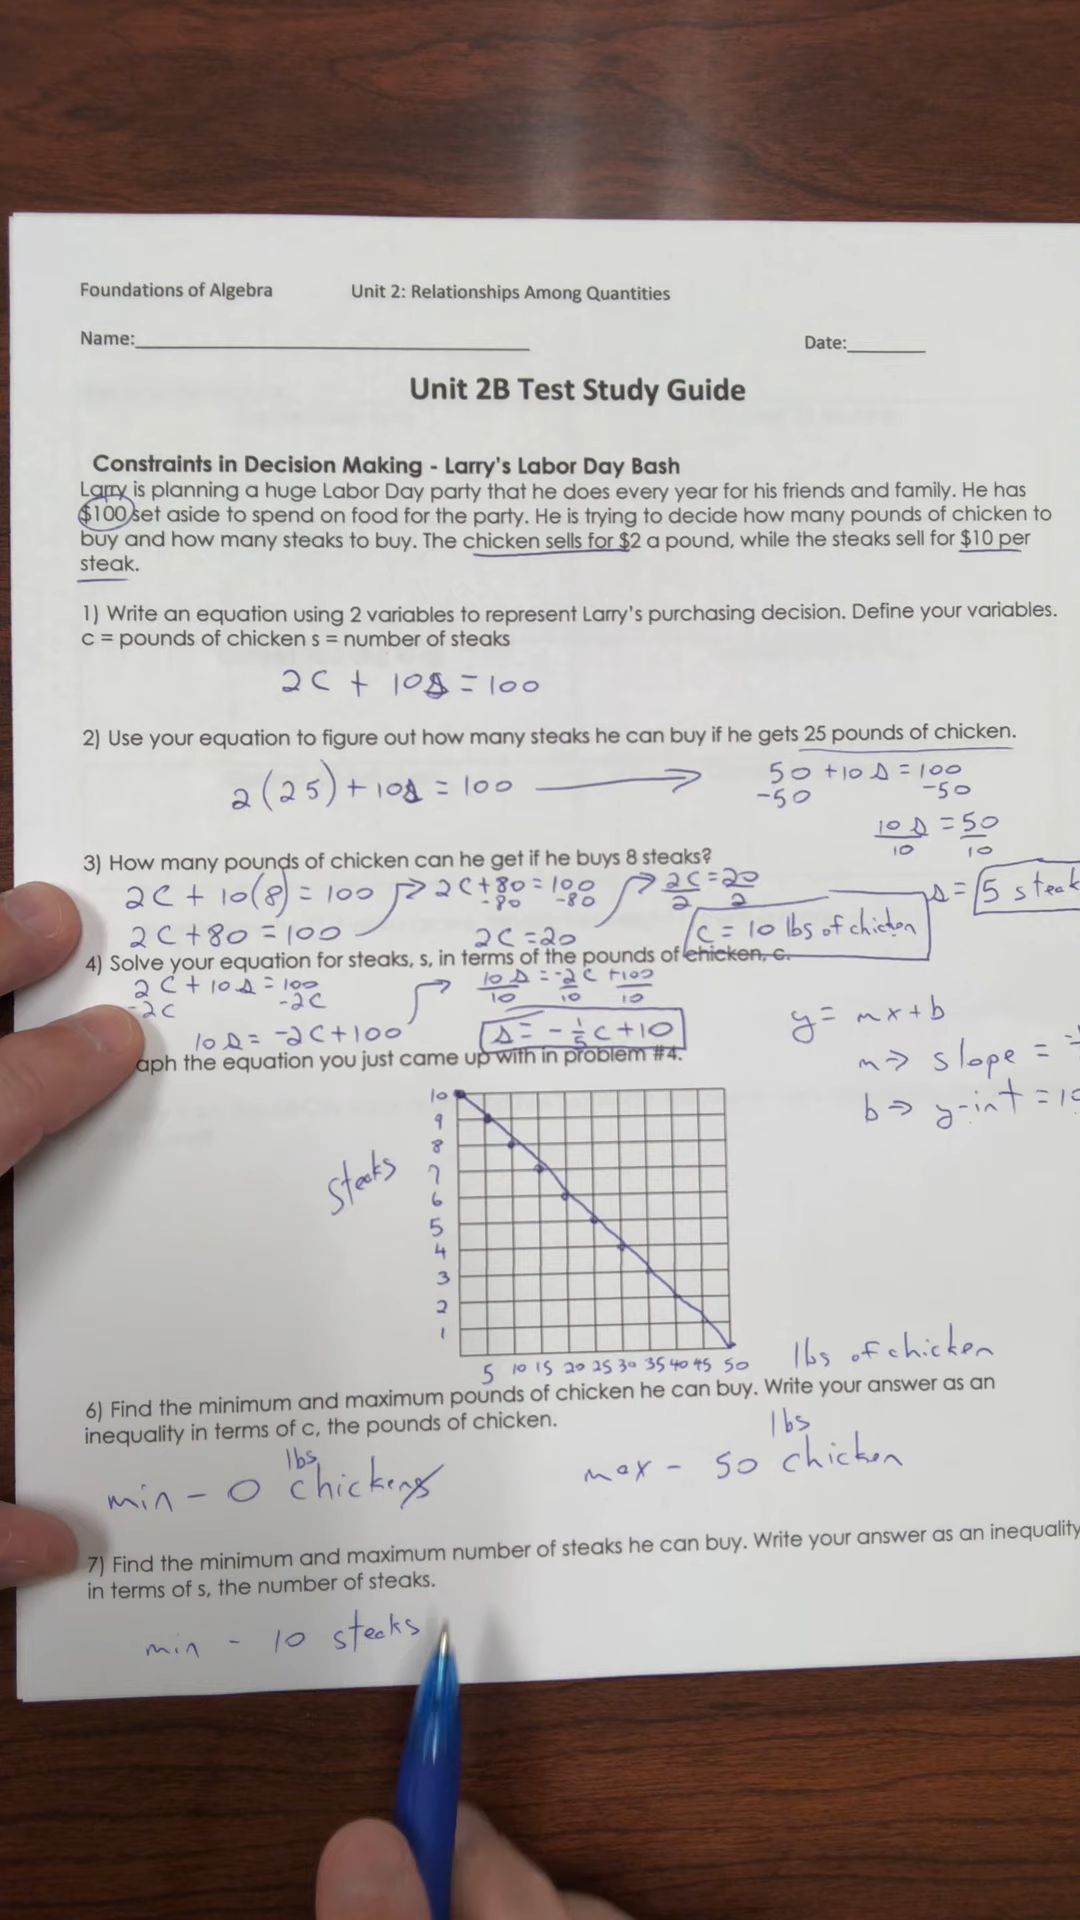 Foundations of Algebra Unit 2: Relationships Among Quantities
Name: Date:
Unit 2B Test Study Guide
Constraints in Decision Making - Larry's Labor Day Bash
Larry is planning a huge Labor Day party that he does every year for his friends and family. He has
$100 set aside to spend on food for the party. He is trying to decide how many pounds of chicken to
buy and how many steaks to buy. The chicken sells for $2 a pound, while the steaks sell for $10 per
steak.
1) Write an equation using 2 variables to represent Larry's purchasing decision. Define your variables.
c = pounds of chicken s = number of steaks
2c + 10s = 100
2) Use your equation to figure out how many steaks he can buy if he gets 25 pounds of chicken.
2(25) + 10s = 100
50 + 10s = 100
-50 -50
10s = 50
10 10
s = 5 steak
3) How many pounds of chicken can he get if he buys 8 steaks?
2c + 10(8) = 100
2c + 80 = 100
2c + 80 = 100
-80 -80
2c = 20
2c = 20
2 2
c = 10 lbs of chicken
4) Solve your equation for steaks, s, in terms of the pounds of chicken, c.
2c + 10s = 100
-2c -2c
10s = -2c + 100
10s = -2c + 100
10 10 10
s = -1/5c + 10
y = mx + b
m => slope =
b => y-int = 10
aph the equation you just came up with in problem #4.
10
9
8
7
6
5
4
3
2
1
steaks
5 10 15 20 25 30 35 40 45 50
lbs of chicken
6) Find the minimum and maximum pounds of chicken he can buy. Write your answer as an
inequality in terms of c, the pounds of chicken.
lbs
min - 0 chickens
lbs
max - 50 chicken
7) Find the minimum and maximum number of steaks he can buy. Write your answer as an inequality
in terms of s, the number of steaks.
min - 10 steaks